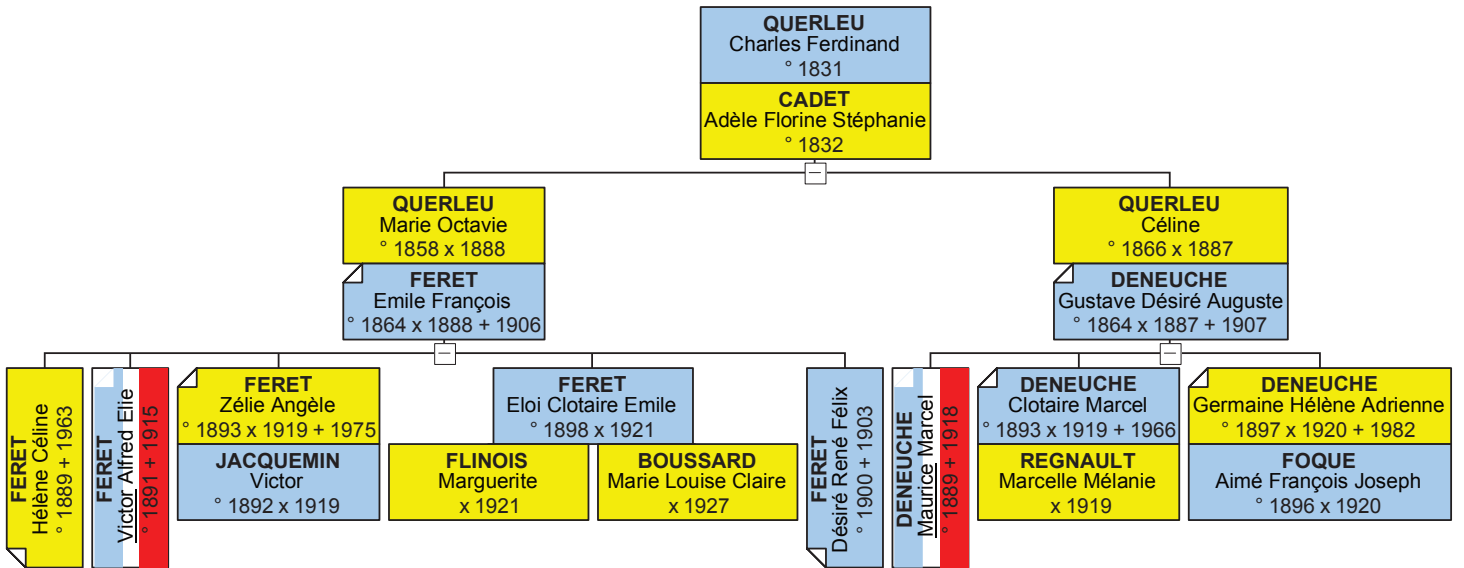 QUERLEU
Charles Ferdinand
° 1831
CADET
Adèle Florine Stéphanie
° 1832
QUERLEU
Marie Octavie
° 1858 x 1888
FERET
Emile François
° 1864 x 1888 + 1906
QUERLEU
Céline
° 1866 x 1887
DENEUCHE
Gustave Désiré Auguste
° 1864 x 1887 + 1907
FERET
Hélène Céline
° 1889 + 1963
FERET
Victor Alfred Elie
° 1891 + 1915
FERET
Zélie Angèle
° 1893 x 1919 + 1975
JACQUEMIN
Victor
° 1892 x 1919
FERET
Eloi Clotaire Emile
° 1898 x 1921
FLINOIS
Marguerite
x 1921
BOUSSARD
Marie Louise Claire
x 1927
FERET
Désiré René Félix
° 1900 + 1903
DENEUCHE
Maurice Marcel
° 1889 + 1918
DENEUCHE
Clotaire Marcel
° 1893 x 1919 + 1966
REGNAULT
Marcelle Mélanie
x 1919
DENEUCHE
Germaine Hélène Adrienne
° 1897 x 1920 + 1982
FOQUE
Aimé François Joseph
° 1896 x 1920